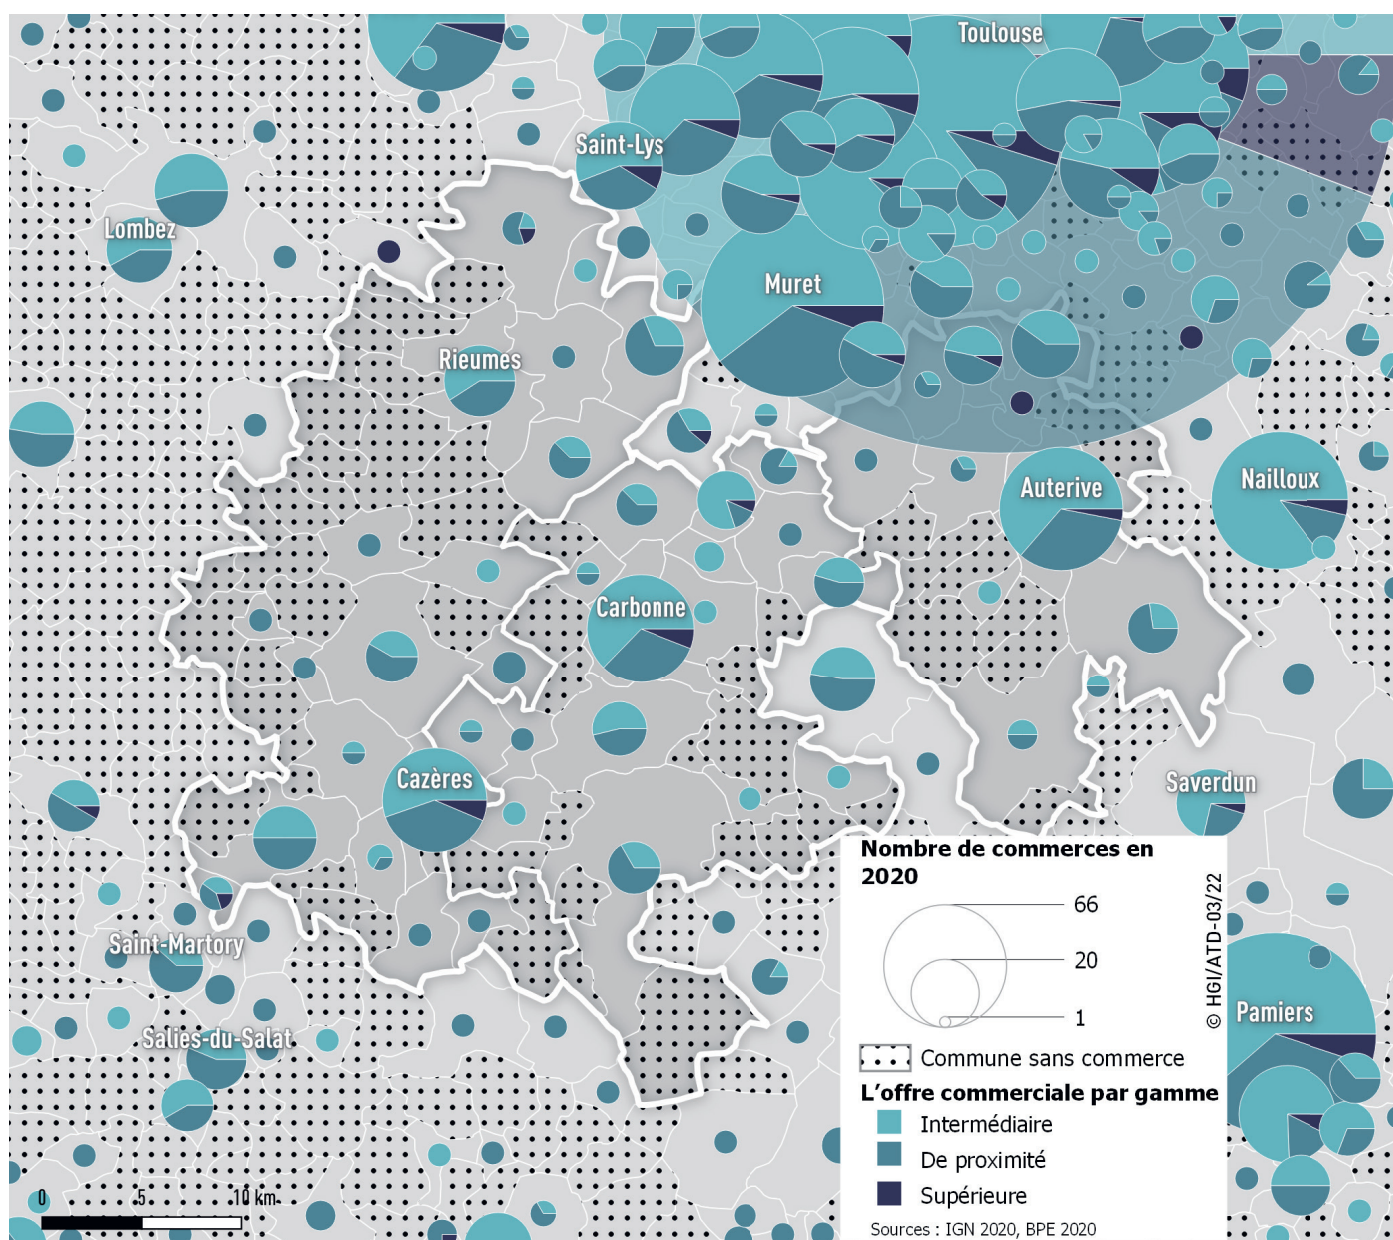 Toulouse
Saint-Lys
Lombez
Muret
Rieumes
Auterive
Nailloux
Carbonne
Cazères
Saverdun
Saint-Martory
Salies-du-Salat
Pamiers
Nombre de commerces en
2020
66
20
1
Commune sans commerce
L'offre commerciale par gamme
Intermédiaire
De proximité
Supérieure
Sources : IGN 2020, BPE 2020
© HGI/ATD-03/22
0 5 10 km